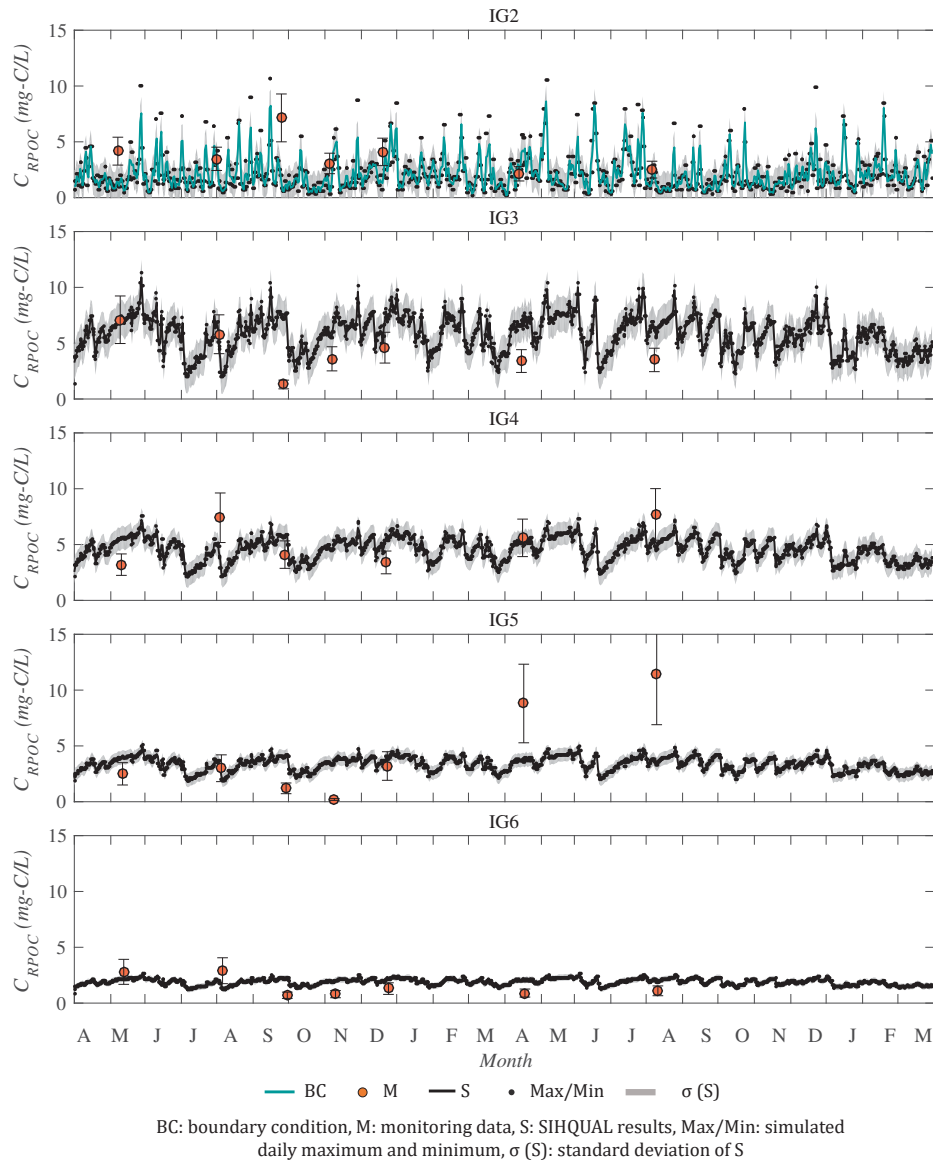 IG2
15
10
5
0
C_RPOC (mg-C/L)
IG3
15
10
5
0
C_RPOC (mg-C/L)
IG4
15
10
5
0
C_RPOC (mg-C/L)
IG5
15
10
5
0
C_RPOC (mg-C/L)
IG6
15
10
5
0
C_RPOC (mg-C/L)
A M J J A S O N D J F M A M J J A S O N D J F M
Month
BC M S Max/Min σ (S)
BC: boundary condition, M: monitoring data, S: SIHQUAL results, Max/Min: simulated
daily maximum and minimum, σ (S): standard deviation of S